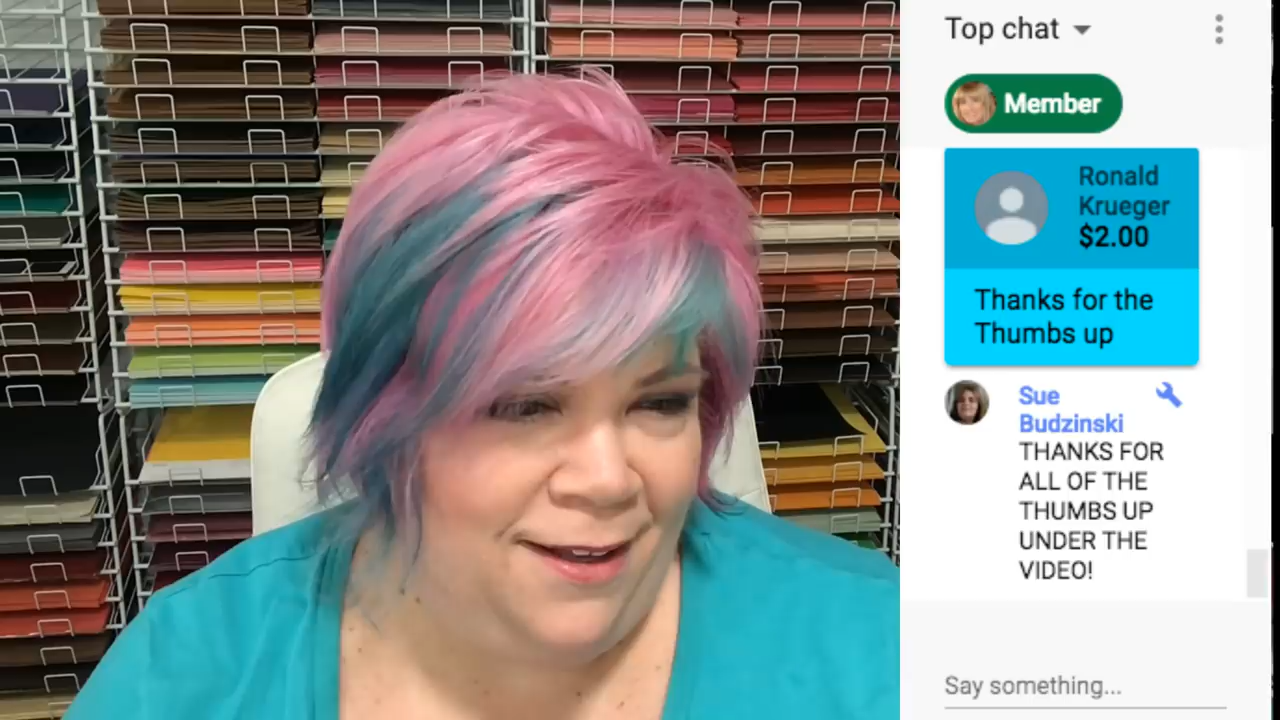 Top chat
Member
Ronald
Krueger
$2.00
Thanks for the
Thumbs up
Sue
Budzinski
THANKS FOR
ALL OF THE
THUMBS UP
UNDER THE
VIDEO!
Say something...